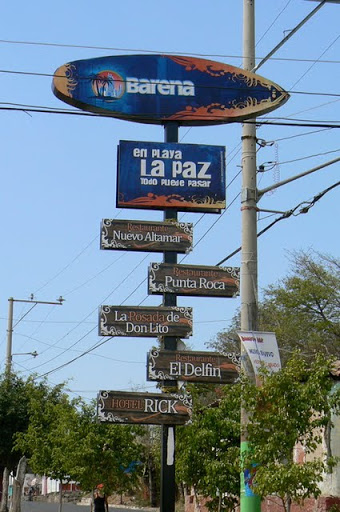 Barena
en PLAYA
LA PAZ
TODO PUEDE PASAR
Restaurante
Nuevo Altamar
Restaurante
Punta Roca
La Posada de
Don Lito
Restaurante
El Delfin
HOTEL RICK